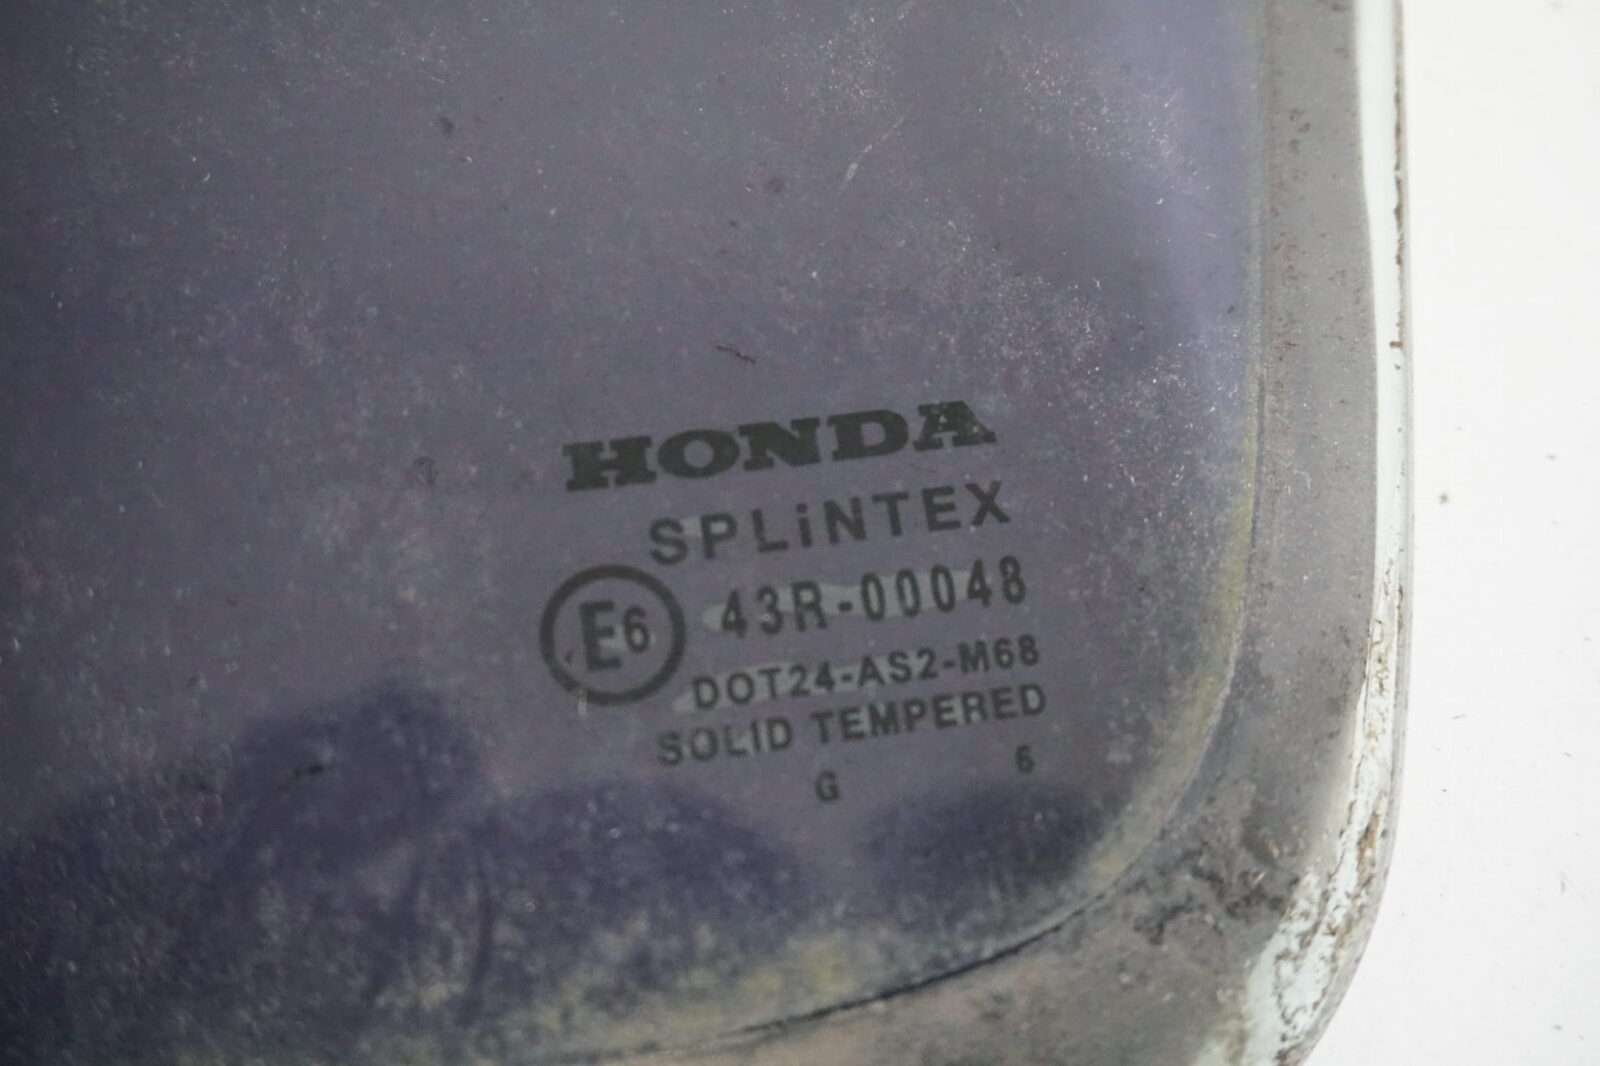 HONDA
SPLiNTEX
E6 43R-00048
DOT24-AS2-M68
SOLID TEMPERED
G 6